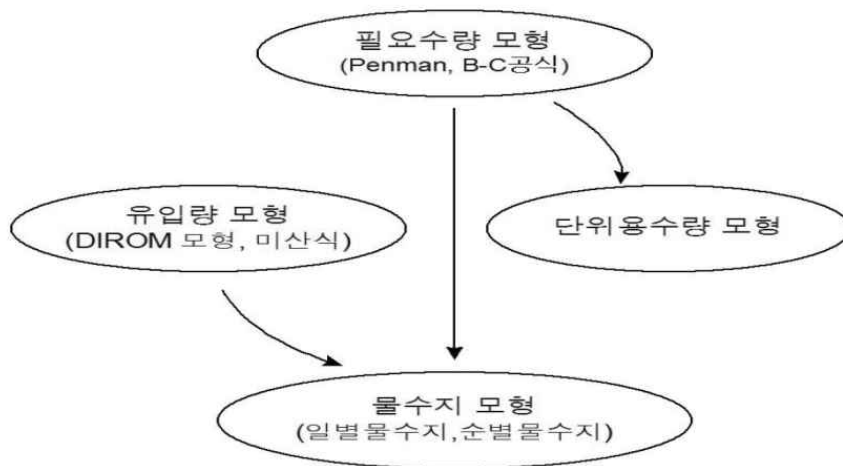 필요수량 모형
(Penman, B-C공식)
유입량 모형
(DIROM 모형, 미산식)
단위용수량 모형
물수지 모형
(일별물수지,순별물수지)